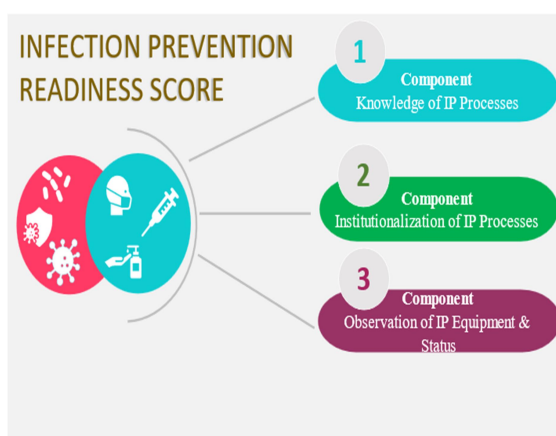 INFECTION PREVENTION
READINESS SCORE
1
Component
Knowledge of IP Processes
2
Component
Institutionalization of IP Processes
3
Component
Observation of IP Equipment &
Status